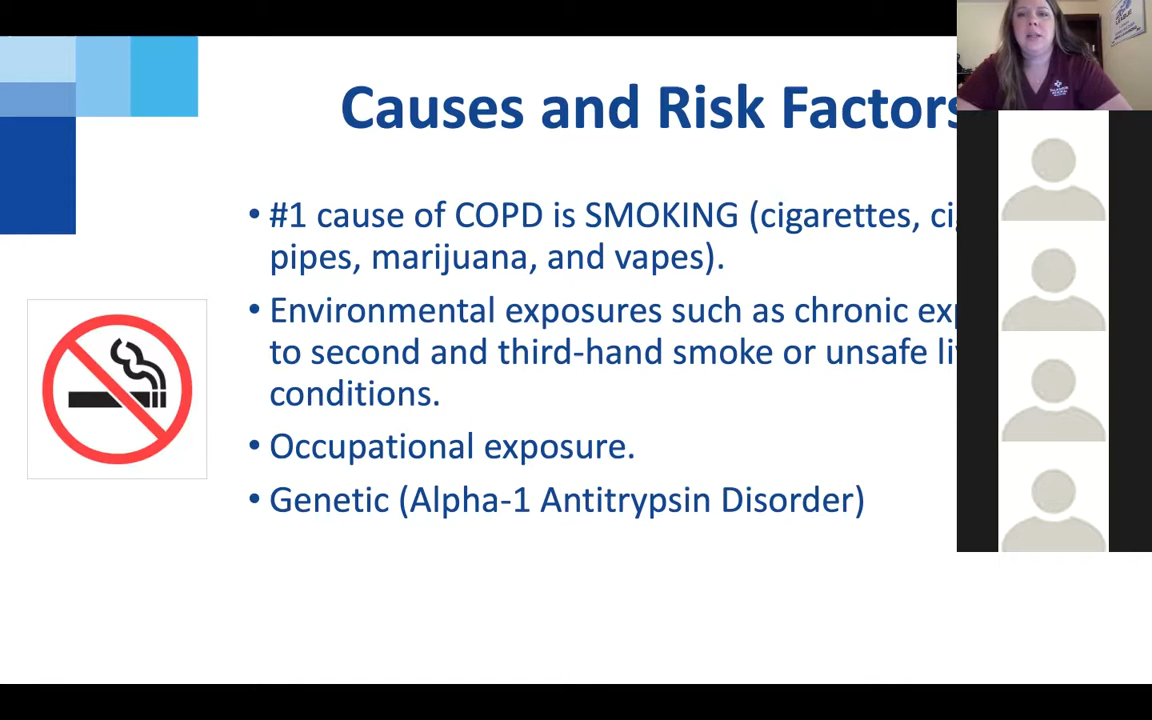 Causes and Risk Factors
• #1 cause of COPD is SMOKING (cigarettes,
pipes, marijuana, and vapes).
• Environmental exposures such as chronic
to second and third-hand smoke or unsafe
conditions.
• Occupational exposure.
• Genetic (Alpha-1 Antitrypsin Disorder)